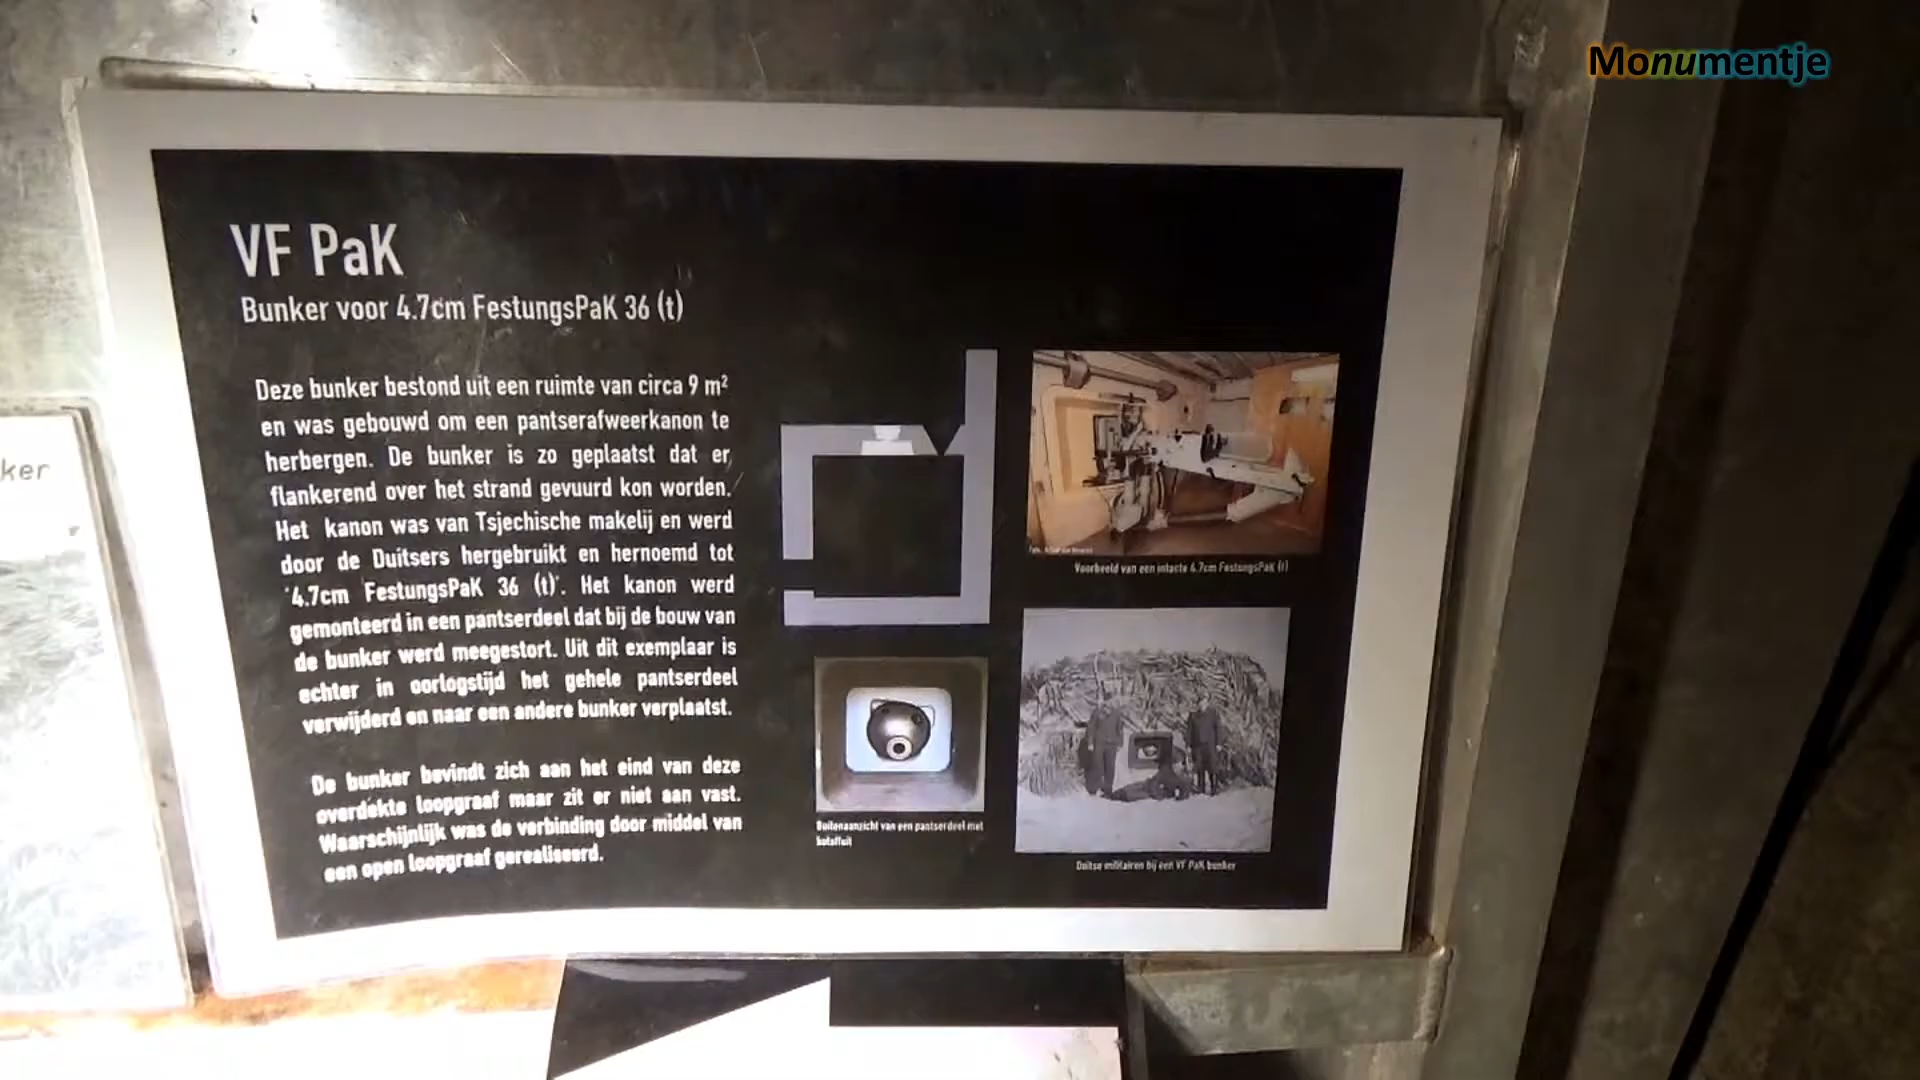 Monumentje
ker
VF PaK
Bunker voor 4.7cm FestungsPaK 36 (t)
Deze bunker bestond uit een ruimte van circa 9 m²
en was gebouwd om een pantserafweerkanon te
herbergen. De bunker is zo geplaatst dat er
flankerend over het strand gevuurd kon worden.
Het kanon was van Tsjechische makelij en werd
door de Duitsers hergebruikt en hernoemd tot
'4.7cm FestungsPaK 36 (t)'. Het kanon werd
gemonteerd in een pantserdeel dat bij de bouw van
de bunker werd meegestort. Uit dit exemplaar is
echter in oorlogstijd het gehele pantserdeel
verwijderd en naar een andere bunker verplaatst.
De bunker bevindt zich aan het eind van deze
overdekte loopgraaf maar zit er niet aan vast.
Waarschijnlijk was de verbinding door middel van
een open loopgraaf gerealiseerd.
Voorbeeld van een intacte 4.7cm FestungsPaK (t)
Buitenaanzicht van een pantserdeel met
kotaffuit
Duitse militairen bij een VF PaK bunker